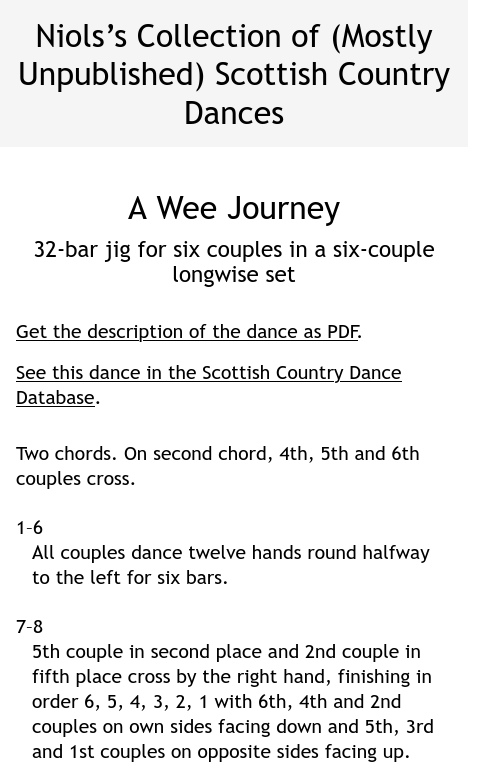 Niols’s Collection of (Mostly
Unpublished) Scottish Country
Dances
A Wee Journey
32-bar jig for six couples in a six-couple
longwise set
Get the description of the dance as PDF.
See this dance in the Scottish Country Dance
Database.
Two chords. On second chord, 4th, 5th and 6th
couples cross.
1–6
All couples dance twelve hands round halfway
to the left for six bars.
7–8
5th couple in second place and 2nd couple in
fifth place cross by the right hand, finishing in
order 6, 5, 4, 3, 2, 1 with 6th, 4th and 2nd
couples on own sides facing down and 5th, 3rd
and 1st couples on opposite sides facing up.